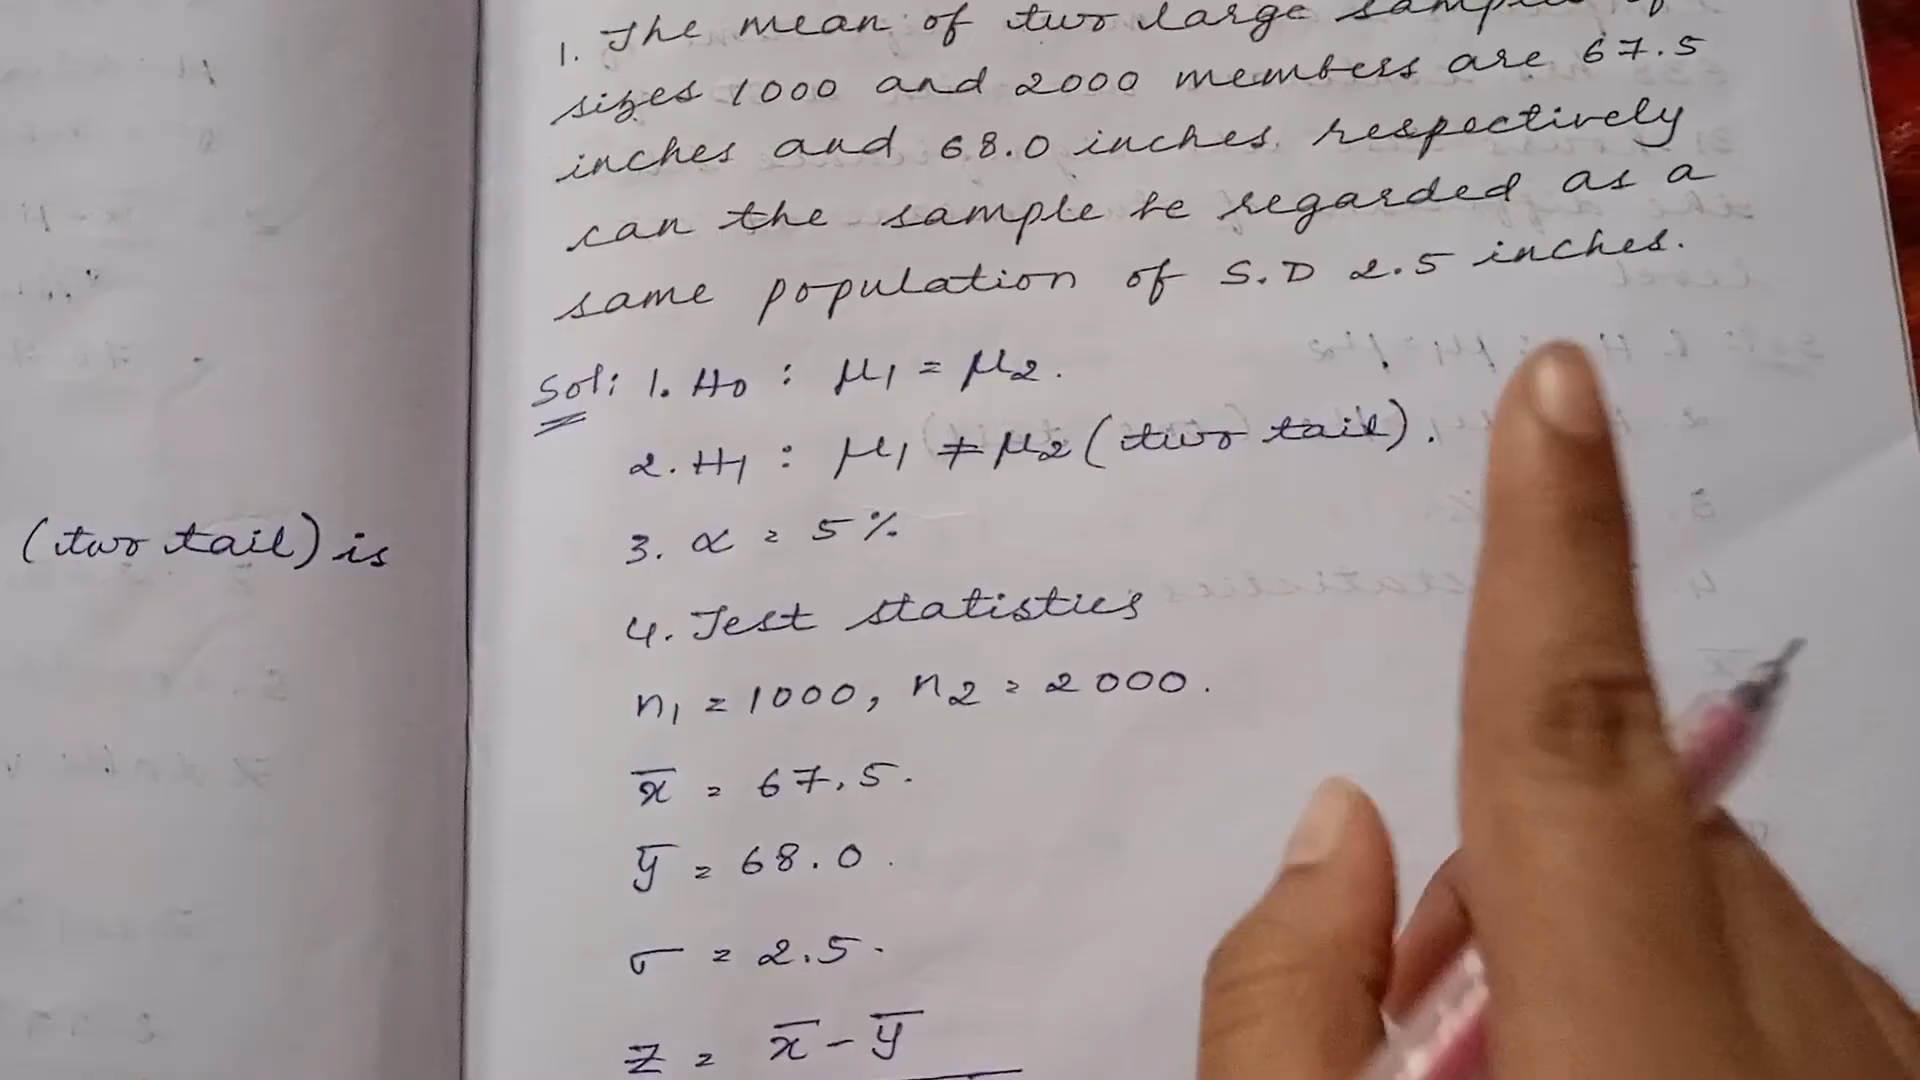 (two tail) is
1. The mean of two large samples of
sizes 1000 and 2000 members are 67.5
inches and 68.0 inches respectively
can the sample be regarded as a
same population of S.D 2.5 inches.
Sol: 1. H0 : μ1 = μ2.
2. H1 : μ1 ≠ μ2 (two tail).
3. α = 5%
4. Test statistics
n1 = 1000, n2 = 2000.
x̄ = 67.5.
ȳ = 68.0.
σ = 2.5.
z = x̄ - ȳ